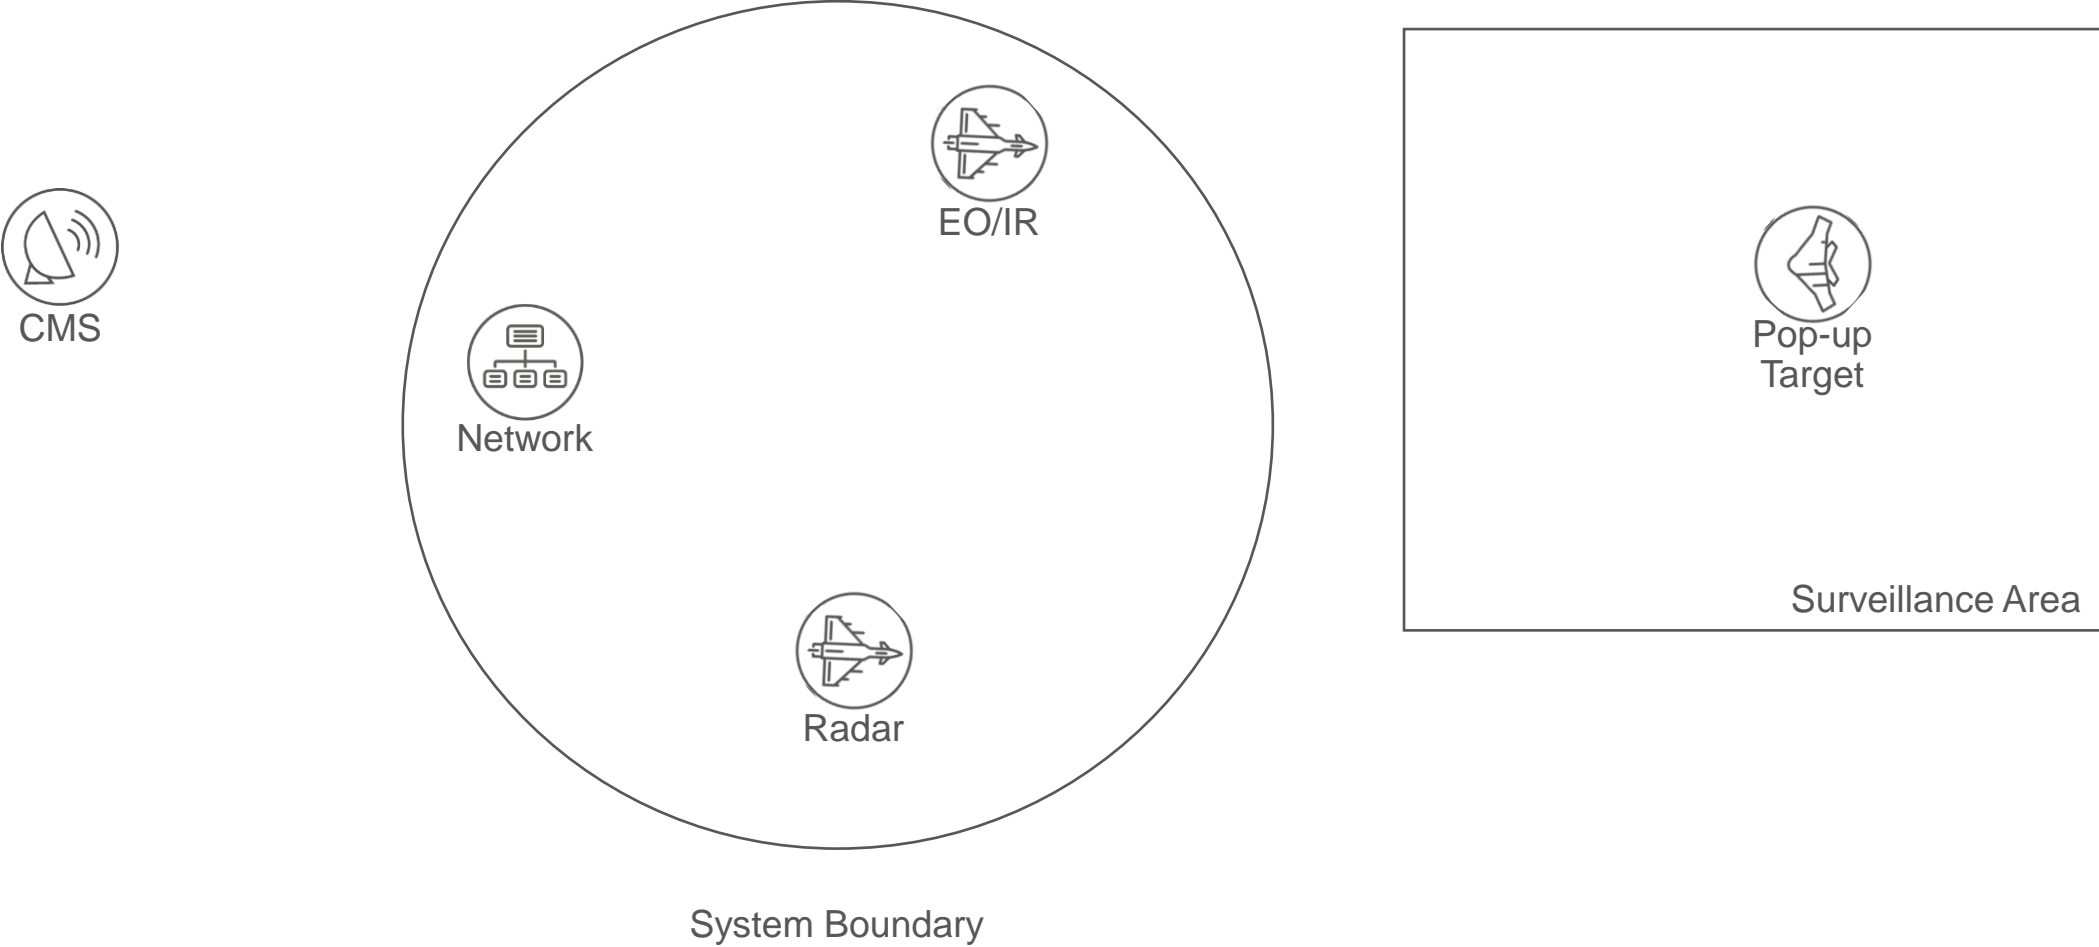 EO/IR
CMS
Pop-up
Target
Network
Surveillance Area
Radar
System Boundary